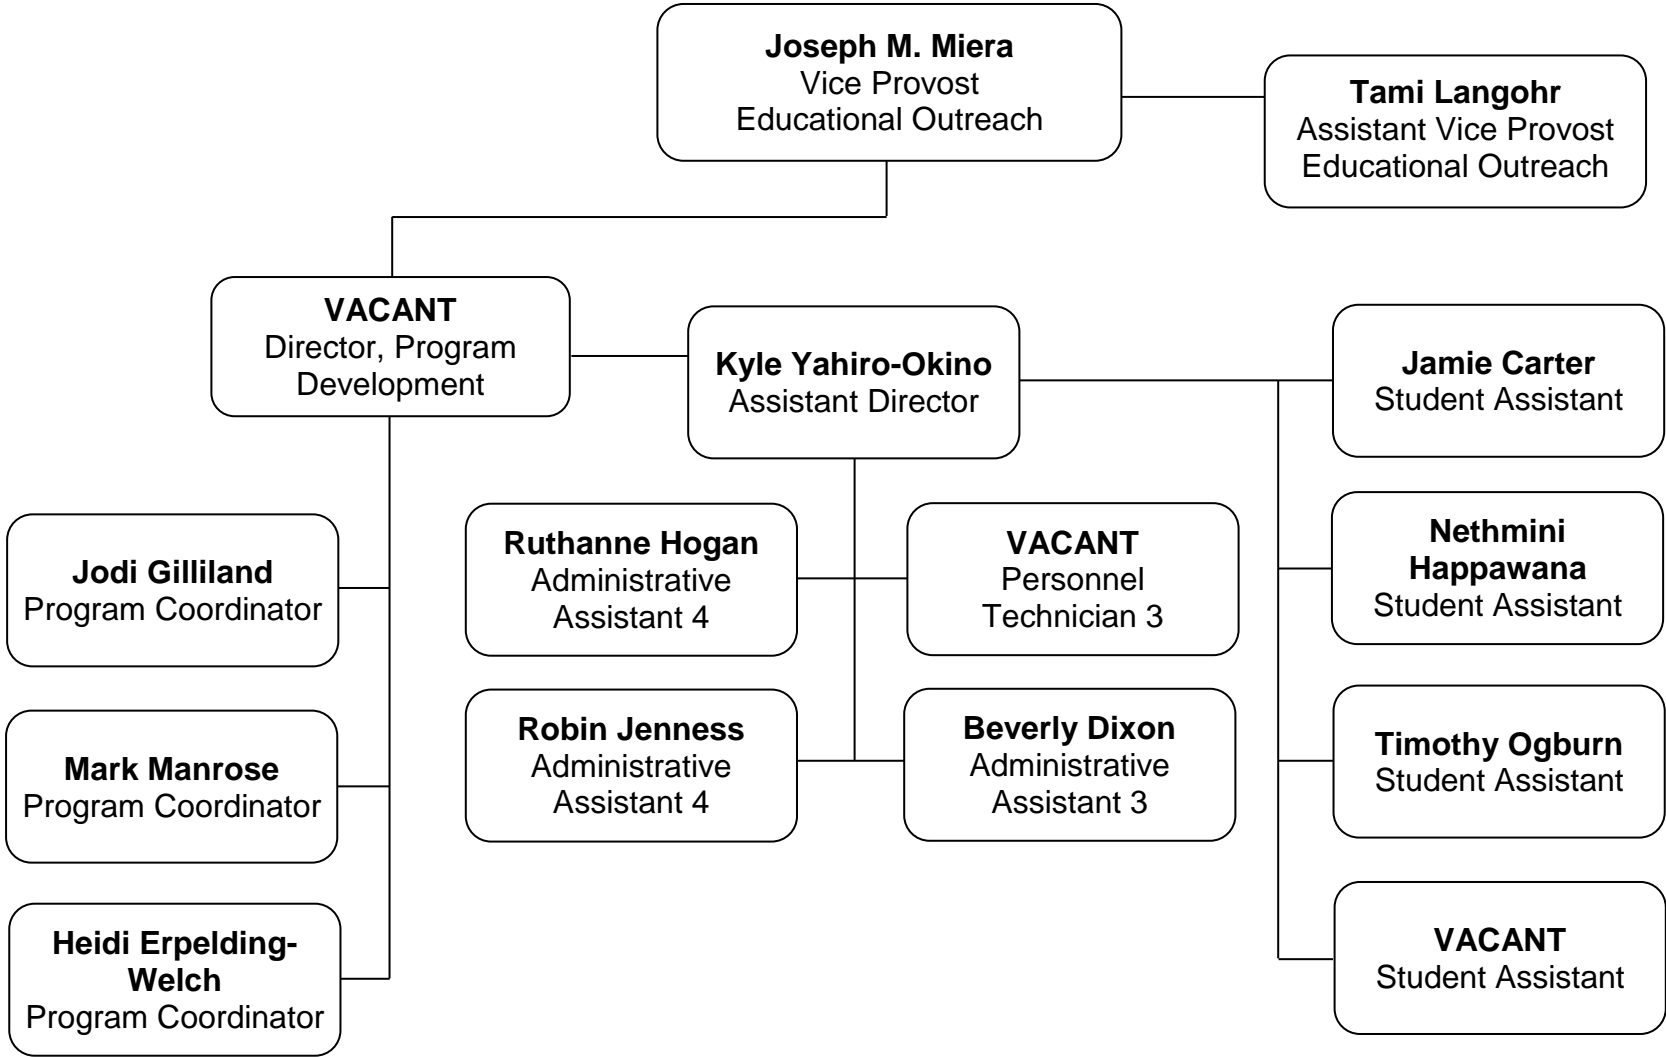 Joseph M. Miera
Vice Provost
Educational Outreach
Tami Langohr
Assistant Vice Provost
Educational Outreach
VACANT
Director, Program
Development
Kyle Yahiro-Okino
Assistant Director
Jamie Carter
Student Assistant
Jodi Gilliland
Program Coordinator
Ruthanne Hogan
Administrative
Assistant 4
VACANT
Personnel
Technician 3
Nethmini
Happawana
Student Assistant
Mark Manrose
Program Coordinator
Robin Jenness
Administrative
Assistant 4
Beverly Dixon
Administrative
Assistant 3
Timothy Ogburn
Student Assistant
Heidi Erpelding-
Welch
Program Coordinator
VACANT
Student Assistant